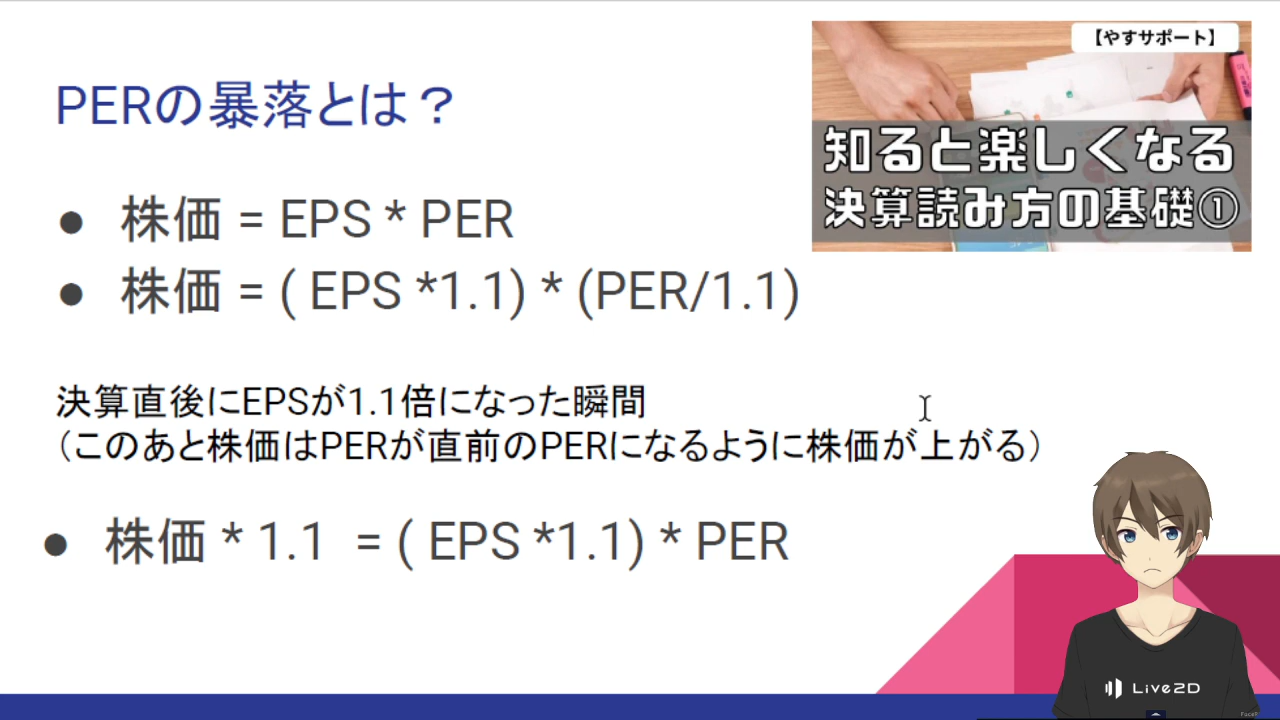 PERの暴落とは？
【やすサポート】
知ると楽しくなる
決算読み方の基礎①
● 株価 = EPS * PER
● 株価 = ( EPS *1.1) * (PER/1.1)
決算直後にEPSが1.1倍になった瞬間
（このあと株価はPERが直前のPERになるように株価が上がる）
● 株価 * 1.1 = ( EPS *1.1) * PER
Live2D